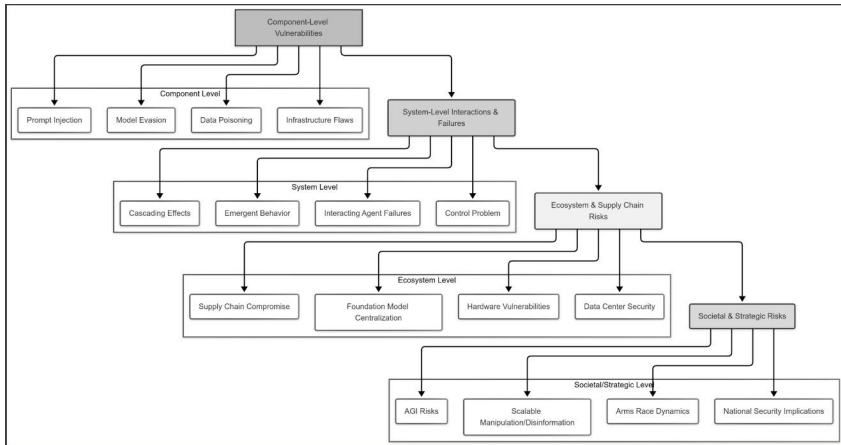 Component-Level
Vulnerabilities
Component Level
Prompt Injection
Model Evasion
Data Poisoning
Infrastructure Flaws
System-Level Interactions &
Failures
System Level
Cascading Effects
Emergent Behavior
Interacting Agent Failures
Control Problem
Ecosystem & Supply Chain
Risks
Ecosystem Level
Supply Chain Compromise
Foundation Model
Centralization
Hardware Vulnerabilities
Data Center Security
Societal & Strategic Risks
Societal/Strategic Level
AGI Risks
Scalable
Manipulation/Disinformation
Arms Race Dynamics
National Security Implications